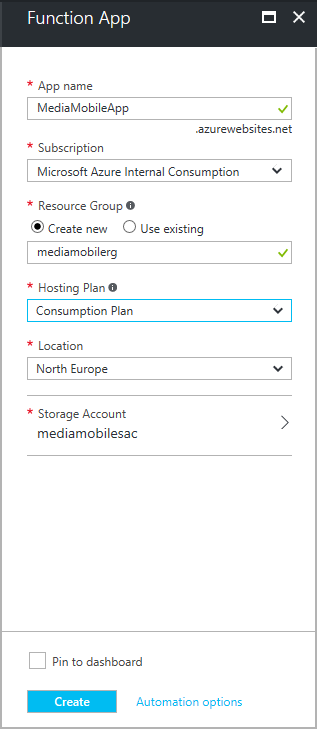 Function App
* App name
MediaMobileApp
.azurewebsites.net
* Subscription
Microsoft Azure Internal Consumption
* Resource Group
Create new Use existing
mediamobilerg
* Hosting Plan
Consumption Plan
* Location
North Europe
* Storage Account
mediamobilesac
Pin to dashboard
Create Automation options